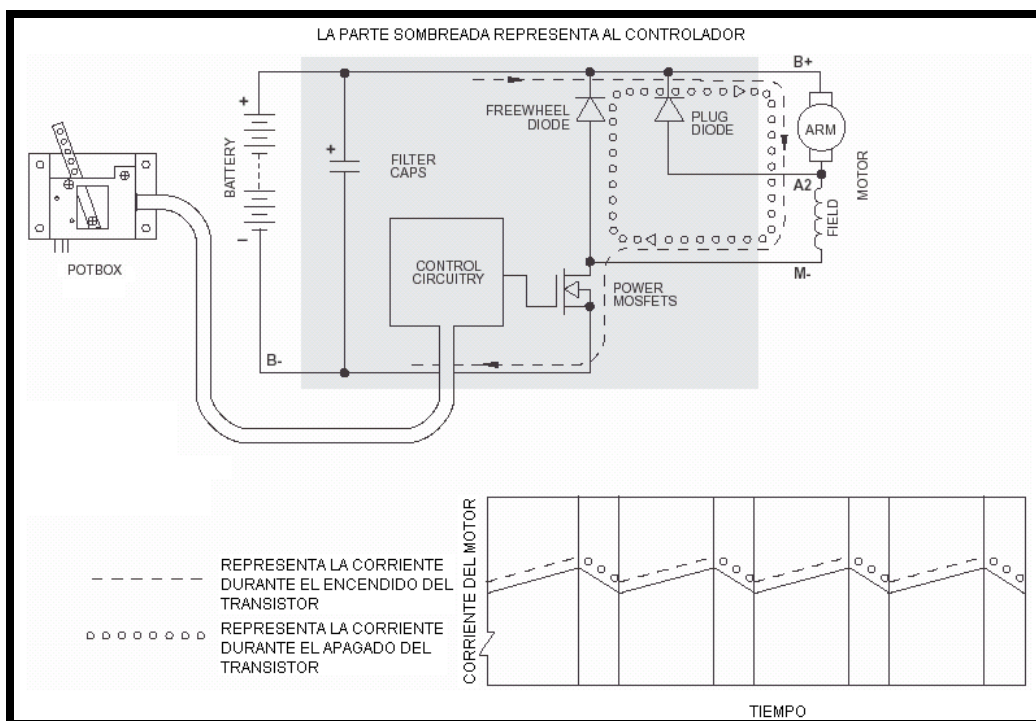 LA PARTE SOMBREADA REPRESENTA AL CONTROLADOR
B+
+
FREEWHEEL
DIODE
PLUG
DIODE
ARM
BATTERY
+
FILTER
CAPS
A2
MOTOR
FIELD
-
POTBOX
CONTROL
CIRCUITRY
M-
POWER
MOSFETS
B-
REPRESENTA LA CORRIENTE
DURANTE EL ENCENDIDO DEL
TRANSISTOR
REPRESENTA LA CORRIENTE
DURANTE EL APAGADO DEL
TRANSISTOR
CORRIENTE DEL MOTOR
TIEMPO